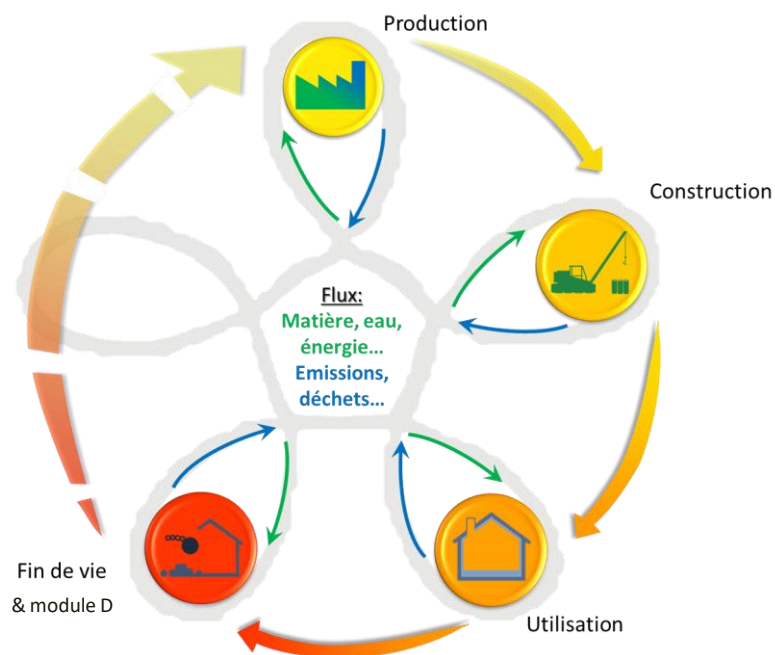 Production
Construction
Flux:
Matière, eau,
énergie...
Emissions,
déchets...
Fin de vie
& module D
Utilisation